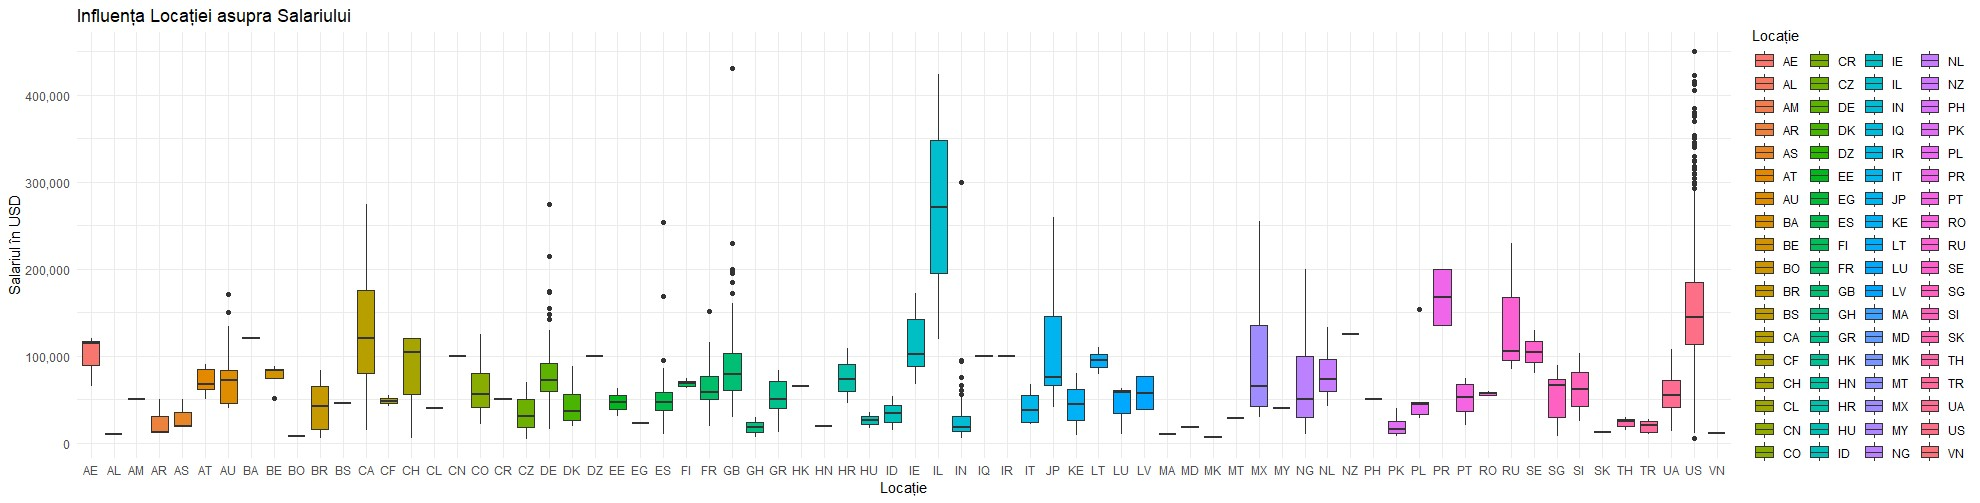 Influența Locației asupra Salariului
Salariul în USD
400,000
300,000
200,000
100,000
0
AE AL AM AR AS AT AU BA BE BO BR BS CA CF CH CL CN CO CR CZ DE DK DZ EE EG ES FI FR GB GH GR HK HN HR HU ID IE IL IN IQ IR IT JP KE LT LU LV MA MD MK MT MX MY NG NL NZ PH PK PL PR PT RO RU SE SG SI SK TH TR UA US VN
Locație
Locație
AE CR IE NL
AL CZ IL NZ
AM DE IN PH
AR DK IQ PK
AS DZ IR PL
AT EE IT PR
AU EG JP PT
BA ES KE RO
BE FI LT RU
BO FR LU SE
BR GB LV SG
BS GH MA SI
CA GR MD SK
CF HK MK TH
CH HN MT TR
CL HR MX UA
CN HU MY US
CO ID NG VN